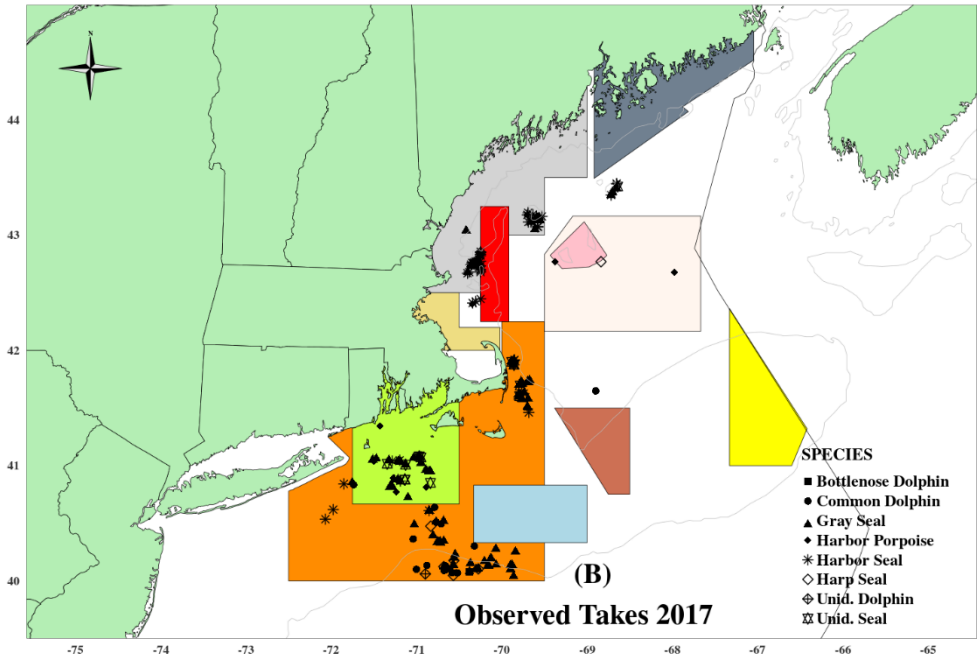 N
44
43
42
41
40
SPECIES
Bottlenose Dolphin
Common Dolphin
Gray Seal
Harbor Porpoise
Harbor Seal
Harp Seal
Unid. Dolphin
Unid. Seal
(B)
Observed Takes 2017
-75 -74 -73 -72 -71 -70 -69 -68 -67 -66 -65